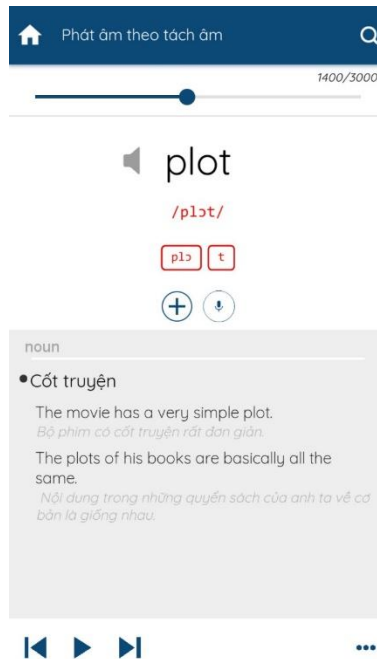 Phát âm theo tách âm
1400/3000
plot
/plɔt/
plɔ t
noun
Cốt truyện
The movie has a very simple plot.
Bộ phim có cốt truyện rất đơn giản.
The plots of his books are basically all the
same.
Nội dung trong những quyển sách của anh ta về cơ
bản là giống nhau.